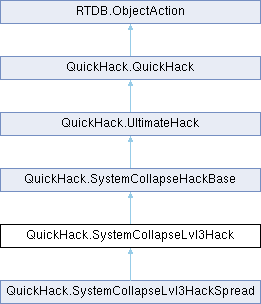 RTDB.ObjectAction
QuickHack.QuickHack
QuickHack.UltimateHack
QuickHack.SystemCollapseHackBase
QuickHack.SystemCollapseLvl3Hack
QuickHack.SystemCollapseLvl3HackSpread